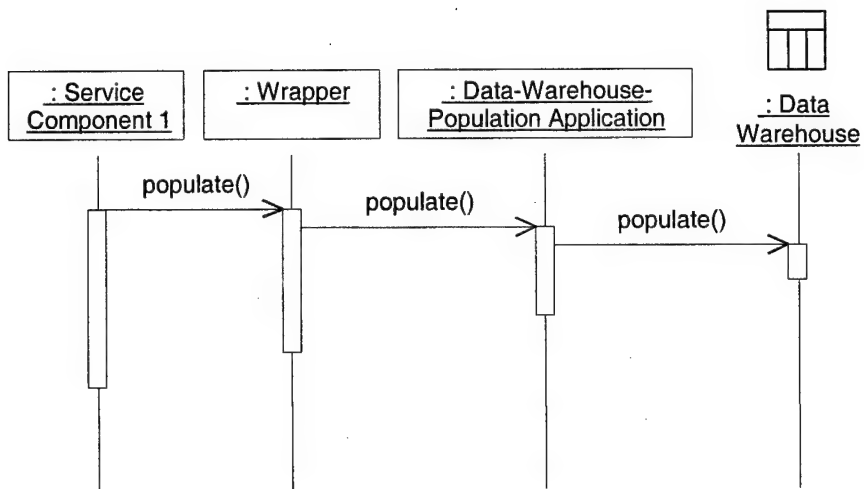 : Service
Component 1
: Wrapper
: Data-Warehouse-
Population Application
: Data
Warehouse
populate()
populate()
populate()